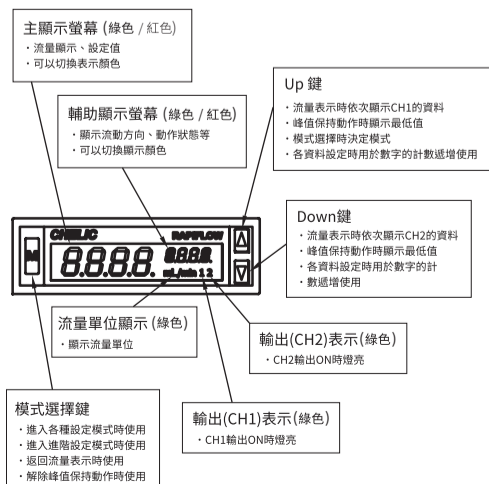 主顯示螢幕 (綠色 / 紅色)
・流量顯示、設定值
・可以切換表示顏色
輔助顯示螢幕 (綠色 / 紅色)
・顯示流動方向、動作狀態等
・可以切換顯示顏色
Up 鍵
・流量表示時依次顯示CH1的資料
・峰值保持動作時顯示最低值
・模式選擇時決定模式
・各資料設定時用於數字的計數遞增使用
Down鍵
・流量表示時依次顯示CH2的資料
・峰值保持動作時顯示最低值
・各資料設定時用於數字的計
・數遞增使用
CHELIC
RAPIFLOW
M
8.8.8.8.
8.8.8.8.
mL/min 1 2
流量單位顯示 (綠色)
・顯示流量單位
輸出(CH2)表示 (綠色)
・CH2輸出ON時燈亮
模式選擇鍵
・進入各種設定模式時使用
・進入進階設定模式時使用
・返回流量表示時使用
・解除峰值保持動作時使用
輸出(CH1)表示 (綠色)
・CH1輸出ON時燈亮